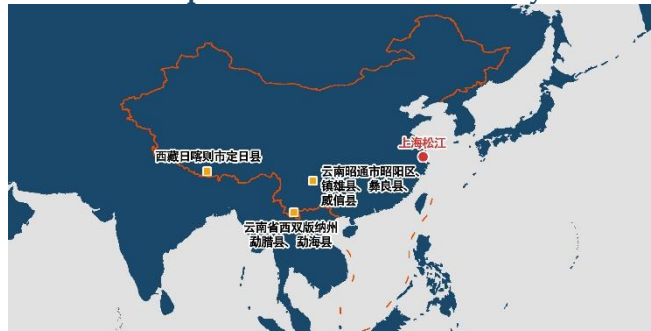 上海松江
西藏日喀则市定日县
云南昭通市昭阳区、
镇雄县、彝良县、
威信县
云南省西双版纳州
勐腊县、勐海县